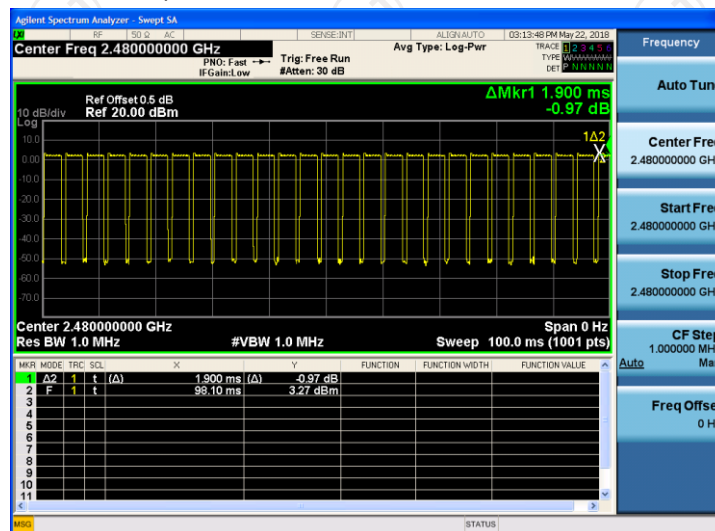 Agilent Spectrum Analyzer - Swept SA
LXI RF 50 Ω AC SENSE:INT ALIGNAUTO 03:13:48 PM May 22, 2018
Center Freq 2.480000000 GHz Avg Type: Log-Pwr TRACE 1 2 3 4 5 6
PNO: Fast Trig: Free Run TYPE WWWWWW
IFGain:Low #Atten: 30 dB DET P N N N N N
ΔMkr1 1.900 ms
-0.97 dB
Ref Offset 0.5 dB
10 dB/div Ref 20.00 dBm
Log
1Δ2
10.0
0.00
-10.0
-20.0
-30.0
-40.0
-50.0
-60.0
-70.0
Center 2.480000000 GHz Span 0 Hz
Res BW 1.0 MHz #VBW 1.0 MHz Sweep 100.0 ms (1001 pts)
MKR MODE TRC SCL X Y FUNCTION FUNCTION WIDTH FUNCTION VALUE
1 Δ2 1 t (Δ) 1.900 ms (Δ) -0.97 dB
2 F 1 t 98.10 ms 3.27 dBm
3
4
5
6
7
8
9
10
11
MSG STATUS
Frequency
Auto Tun
Center Fre
2.480000000 GH
Start Fre
2.480000000 GH
Stop Fre
2.480000000 GH
CF Ste
1.000000 MH
Auto Ma
Freq Offse
0 H